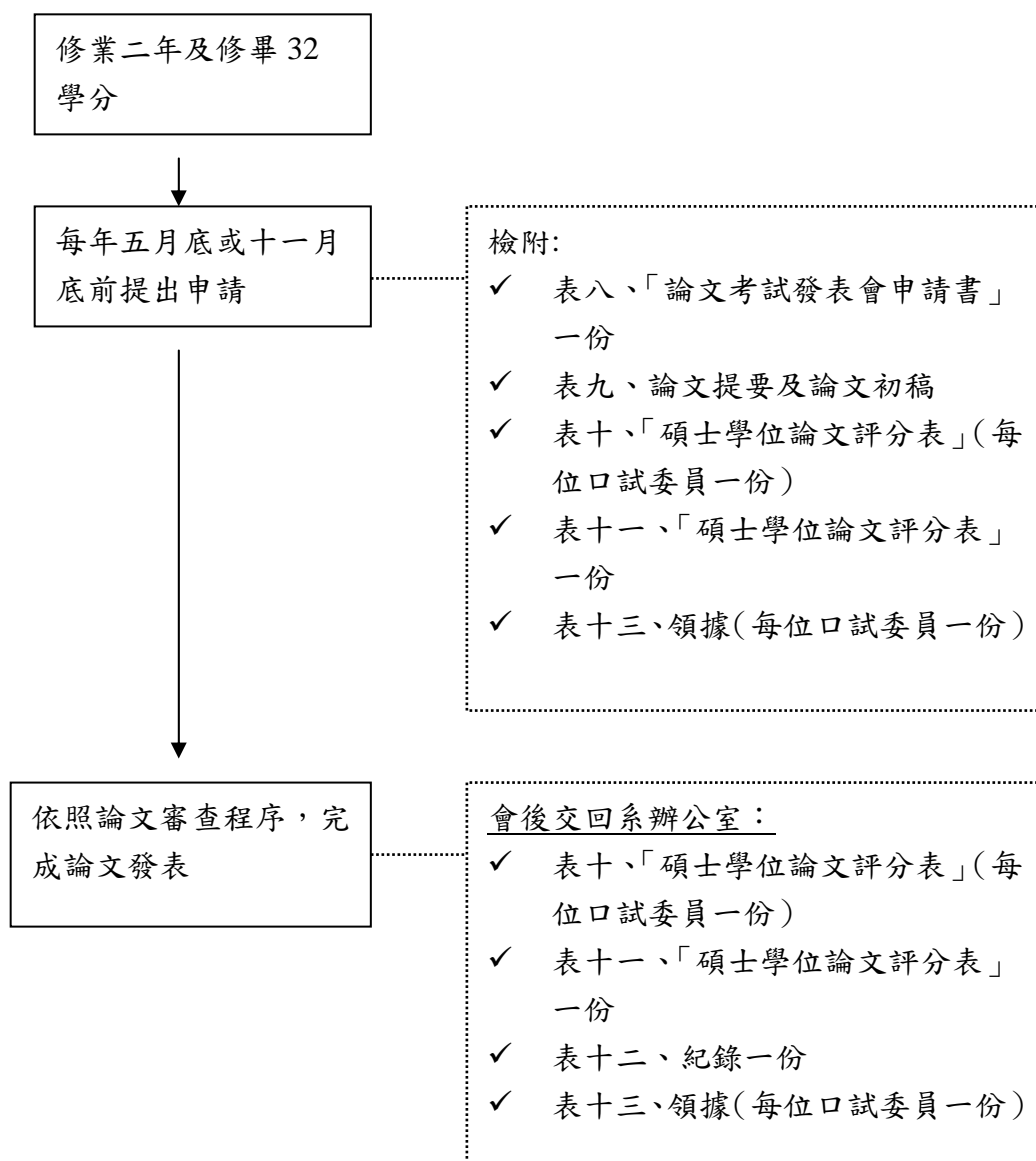 修業二年及修畢 32
學分
每年五月底或十一月
底前提出申請
檢附:
✓ 表八、「論文考試發表會申請書」
一份
✓ 表九、論文提要及論文初稿
✓ 表十、「碩士學位論文評分表」(每
位口試委員一份)
✓ 表十一、「碩士學位論文評分表」
一份
✓ 表十三、領據(每位口試委員一份)
依照論文審查程序，完
成論文發表
會後交回系辦公室：
✓ 表十、「碩士學位論文評分表」(每
位口試委員一份)
✓ 表十一、「碩士學位論文評分表」
一份
✓ 表十二、紀錄一份
✓ 表十三、領據(每位口試委員一份)